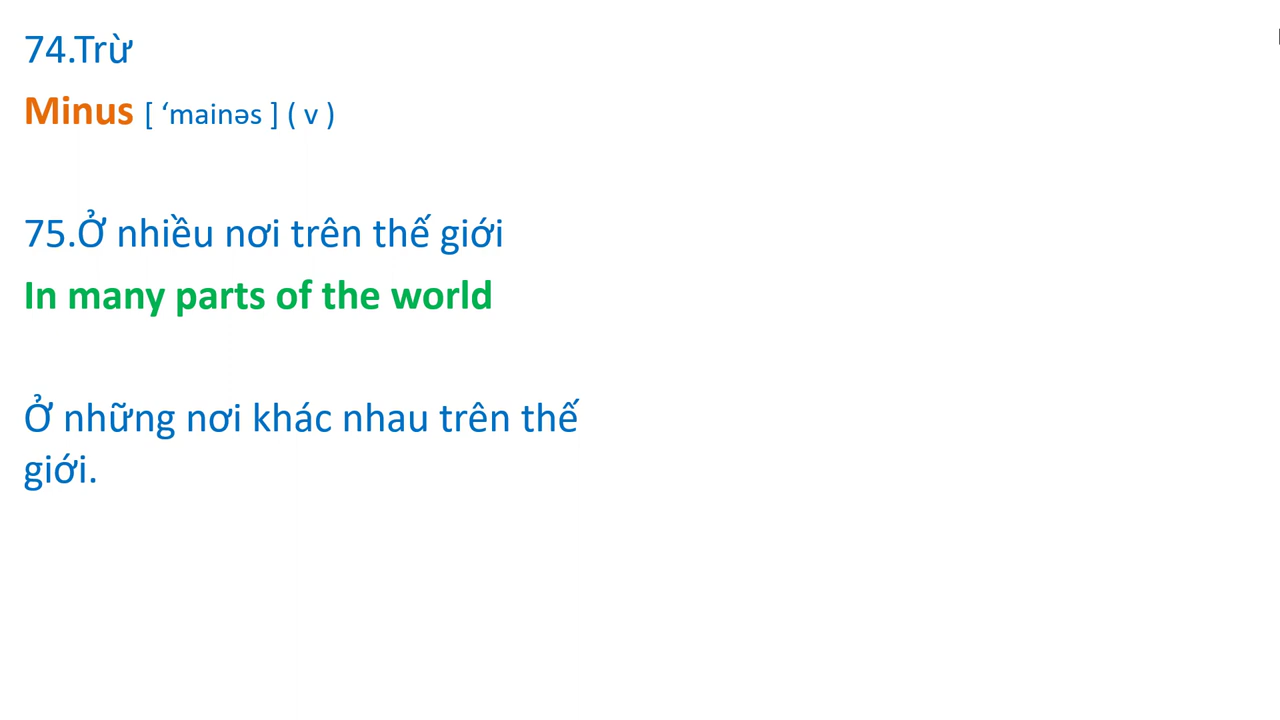 74.Trừ
Minus [ ‘mainəs ] ( v )
75.Ở nhiều nơi trên thế giới
In many parts of the world
Ở những nơi khác nhau trên thế
giới.